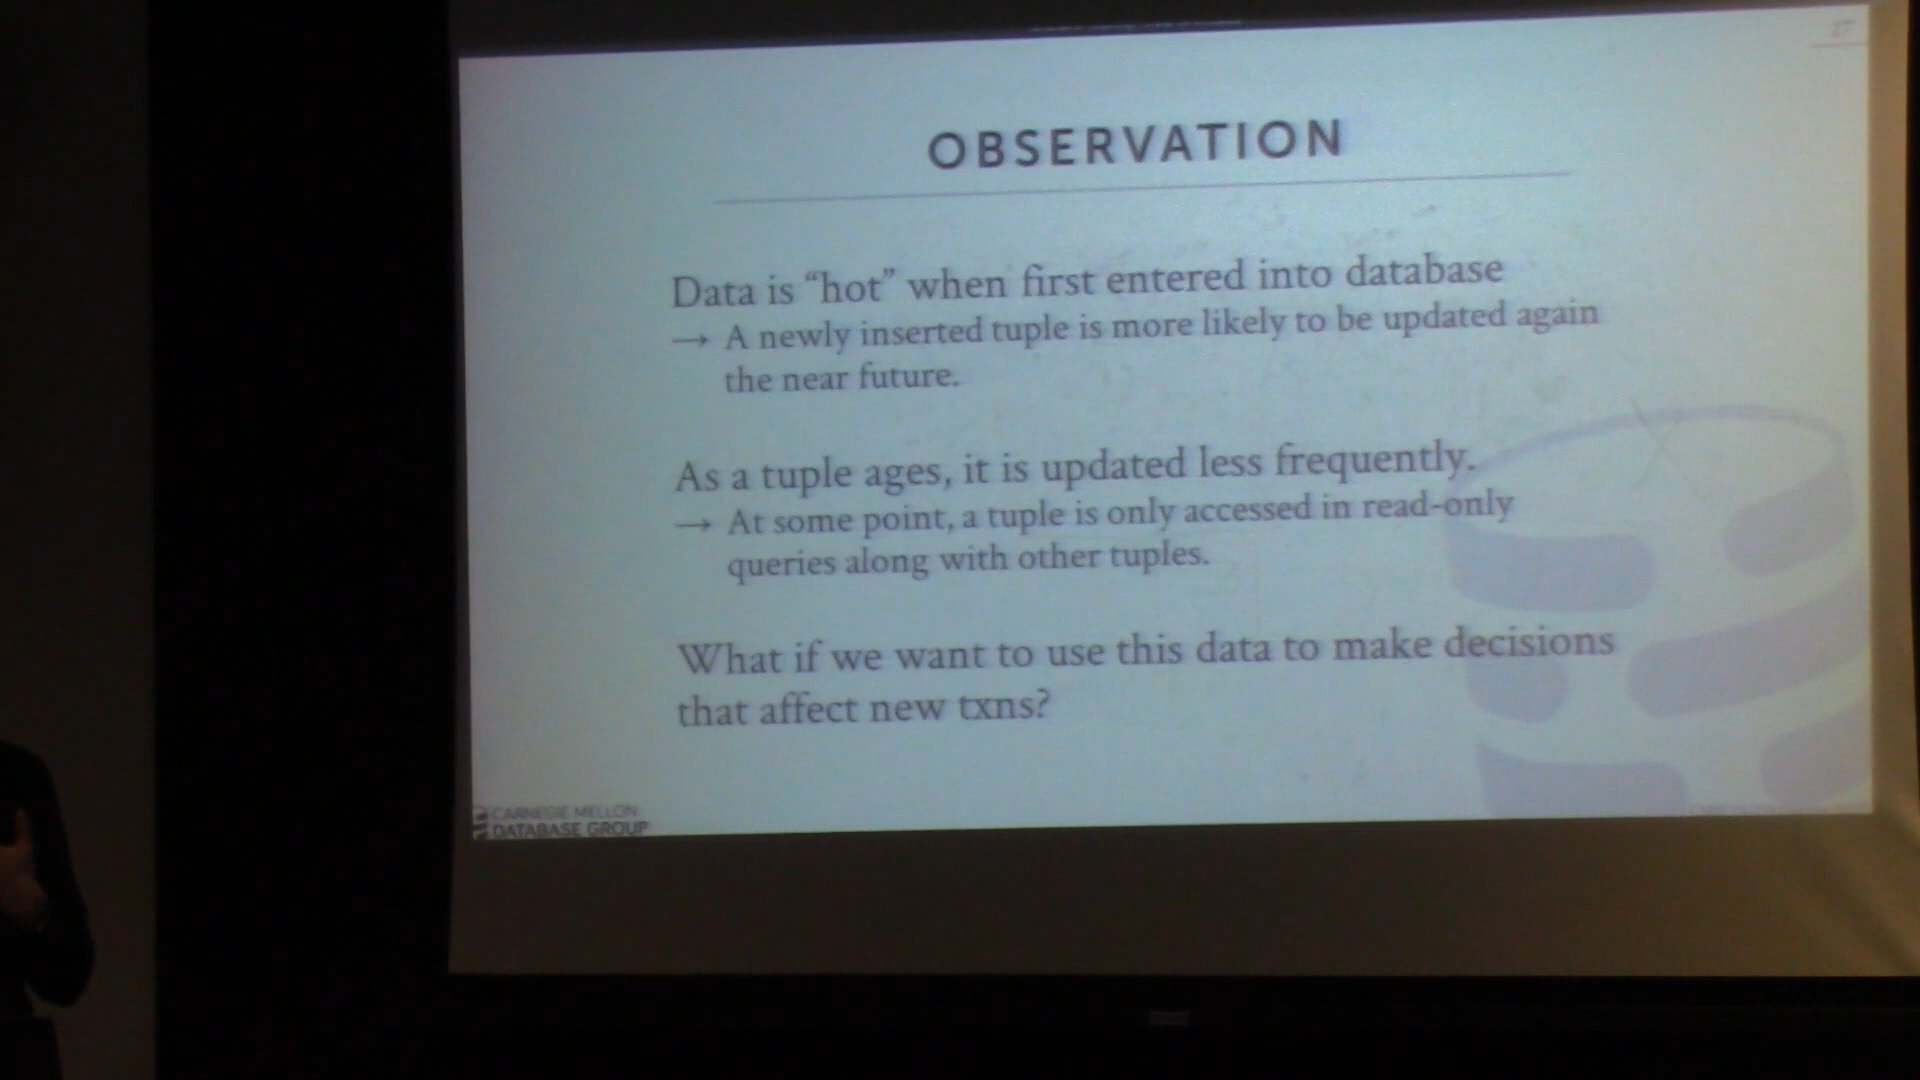 27
OBSERVATION
Data is “hot” when first entered into database
→ A newly inserted tuple is more likely to be updated again
the near future.
As a tuple ages, it is updated less frequently.
→ At some point, a tuple is only accessed in read-only
queries along with other tuples.
What if we want to use this data to make decisions
that affect new txns?
CARNEGIE MELLON
DATABASE GROUP